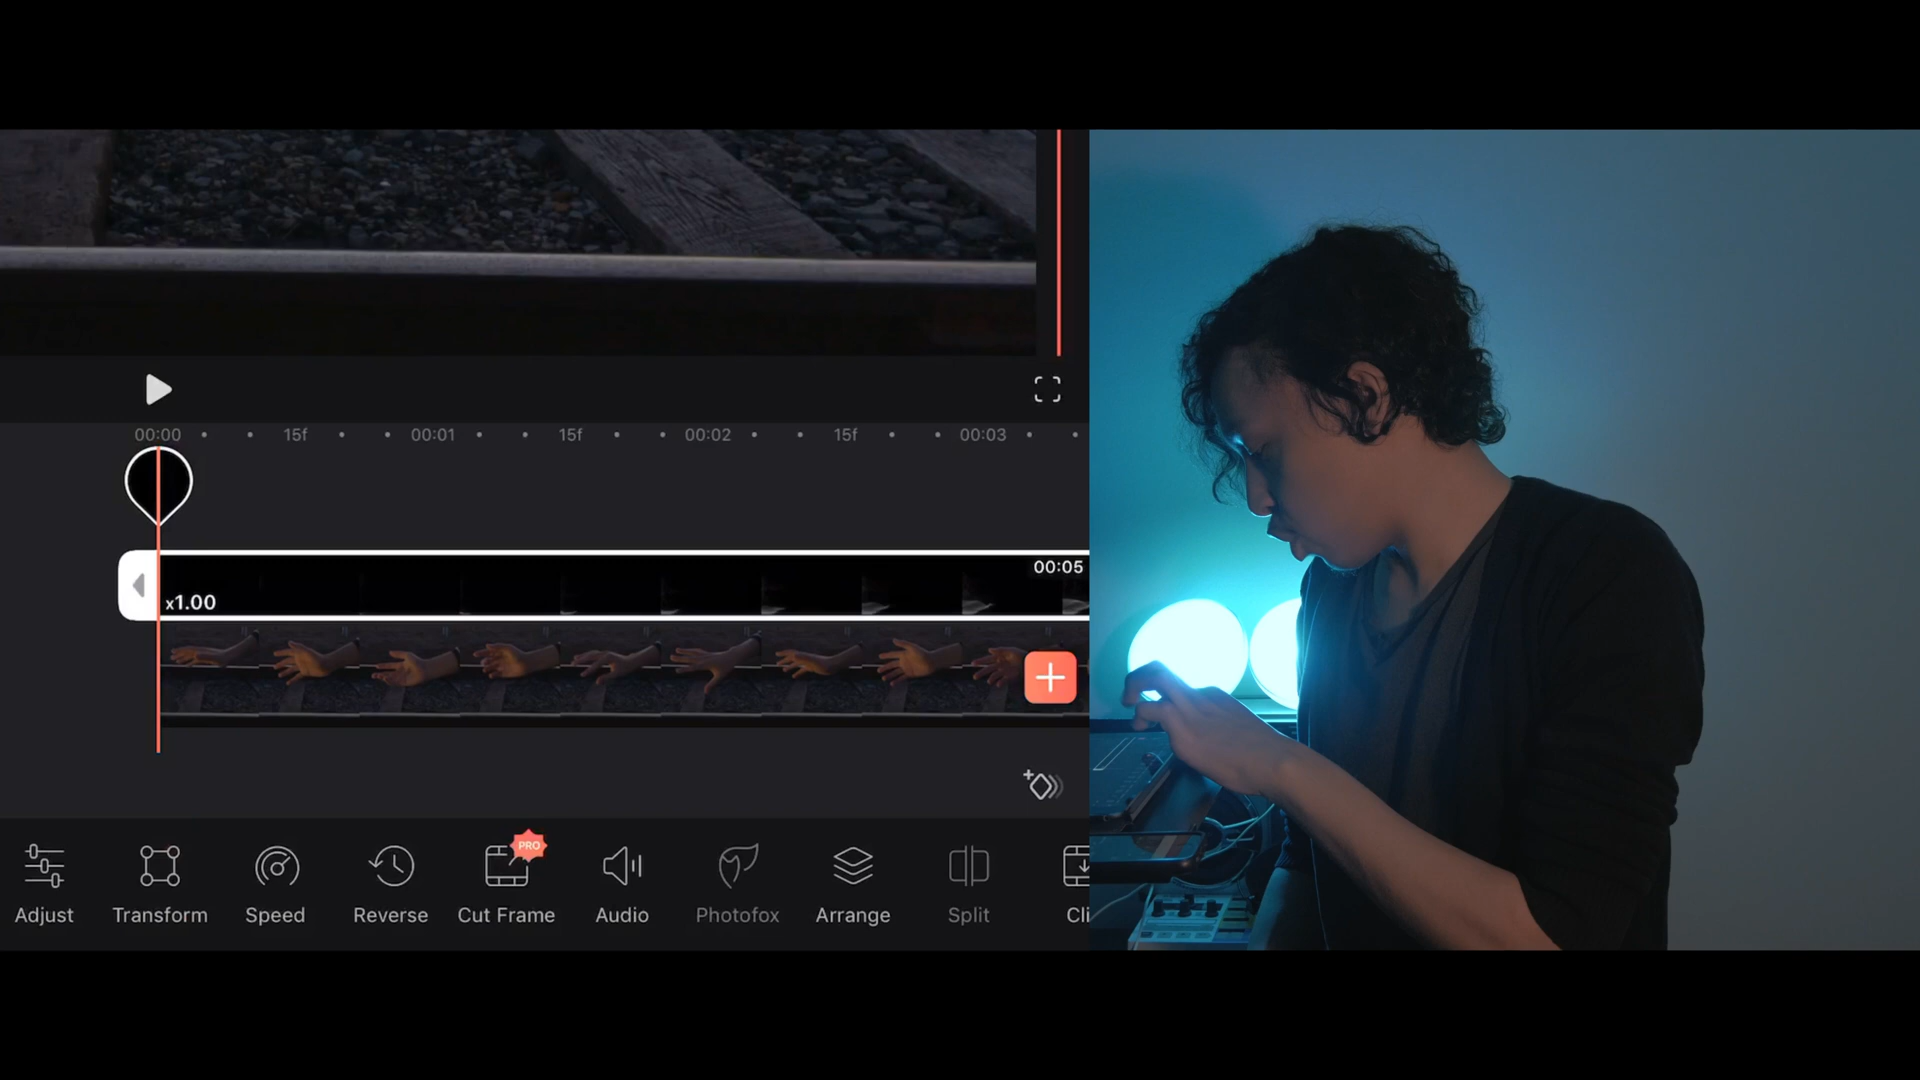 00:00 15f 00:01 15f 00:02 15f 00:03
00:05
x1.00
PRO
Adjust Transform Speed Reverse Cut Frame Audio Photofox Arrange Split Cli